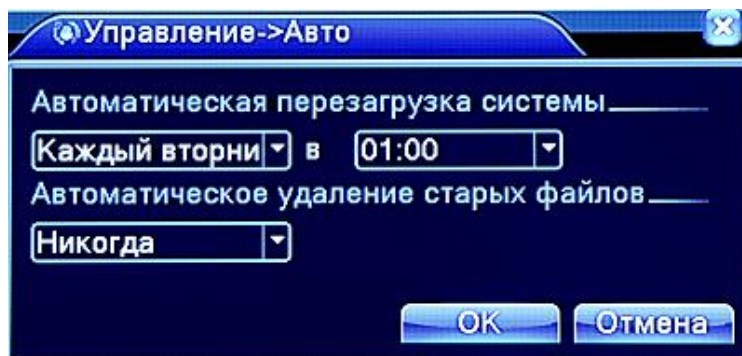 Управление->Авто
Автоматическая перезагрузка системы
Каждый вторни в 01:00
Автоматическое удаление старых файлов
Никогда
OK Отмена